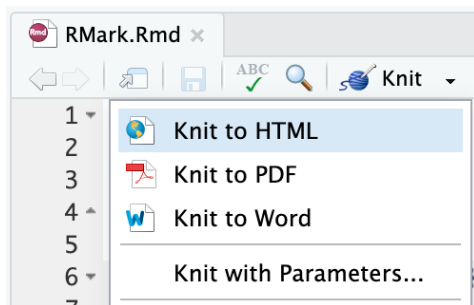 Rmd RMark.Rmd ×
ABC Knit
1
Knit to HTML
2
3
Knit to PDF
4
W Knit to Word
5
6
Knit with Parameters...